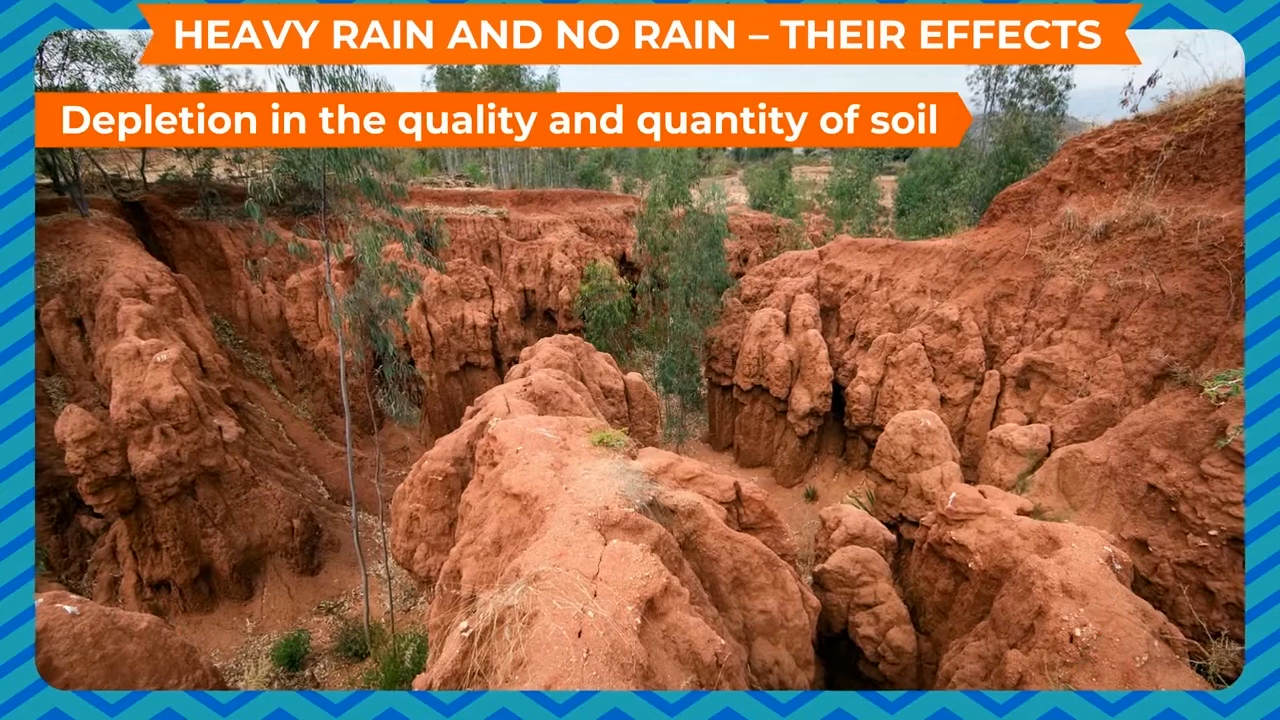 HEAVY RAIN AND NO RAIN – THEIR EFFECTS
Depletion in the quality and quantity of soil